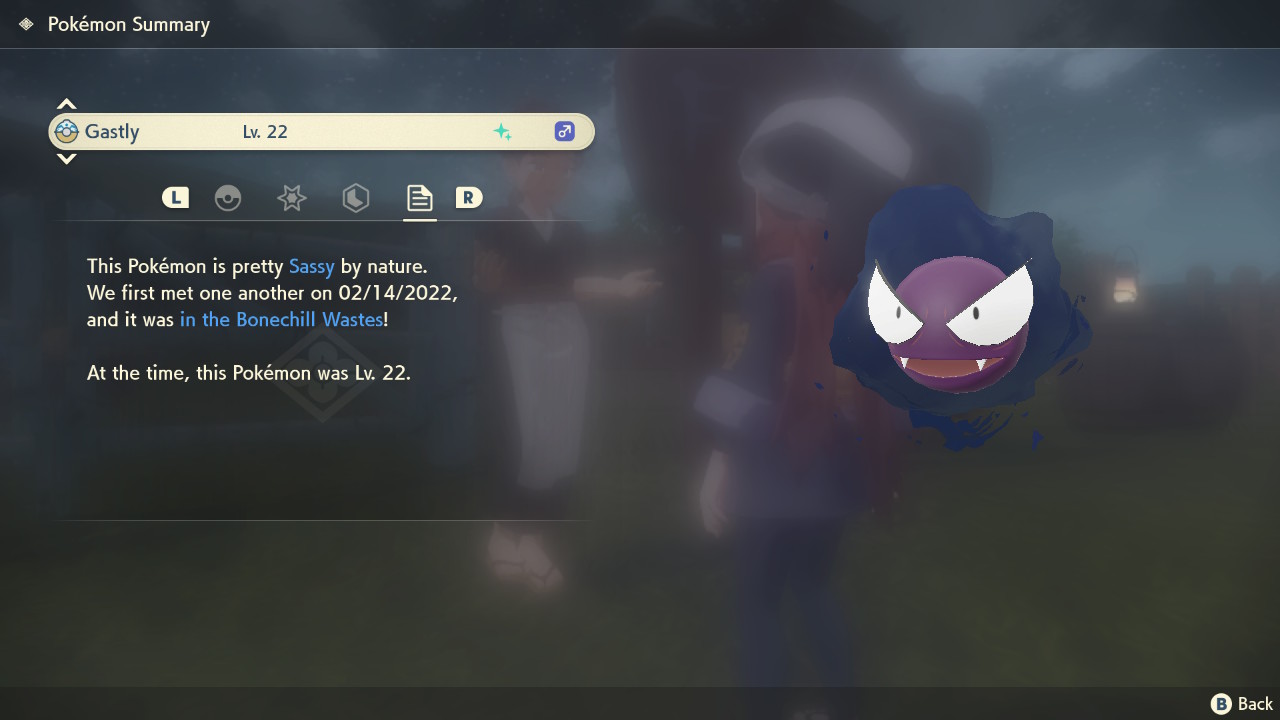 Pokémon Summary
Gastly Lv. 22
L R
This Pokémon is pretty Sassy by nature.
We first met one another on 02/14/2022,
and it was in the Bonechill Wastes!
At the time, this Pokémon was Lv. 22.
B Back